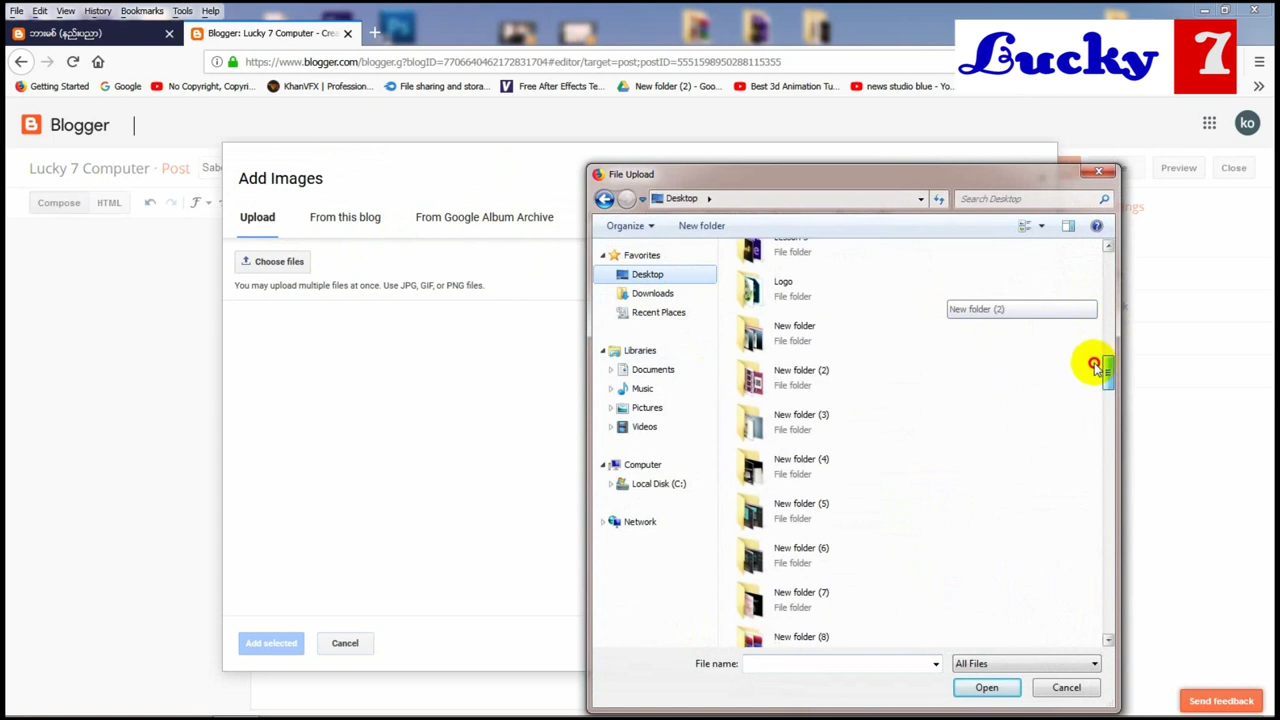 File Edit View History Bookmarks Tools Help
ဘားမစ် (နည်းပညာ)
Blogger: Lucky 7 Computer - Crea
https://www.blogger.com/blogger.g?blogID=7706640462172831704#editor/target=post;postID=5551598950288115355
Lucky 7
Getting Started Google No Copyright, Copyri... KhanVFX | Profession... File sharing and stora... Free After Effects Te... New folder (2) - Goo... Best 3d Animation Tu... news studio blue - Yo...
Blogger
ko
Lucky 7 Computer · Post
Preview Close
Compose HTML
Add Images
Upload From this blog From Google Album Archive
Choose files
You may upload multiple files at once. Use JPG, GIF, or PNG files.
Add selected Cancel
File Upload
Desktop
Search Desktop
Organize New folder
Favorites
Desktop
Downloads
Recent Places
Libraries
Documents
Music
Pictures
Videos
Computer
Local Disk (C:)
Network
File folder
Logo
File folder
New folder
File folder
New folder (2)
File folder
New folder (3)
File folder
New folder (4)
File folder
New folder (5)
File folder
New folder (6)
File folder
New folder (7)
File folder
New folder (8)
New folder (2)
File name:
All Files
Open Cancel
Send feedback